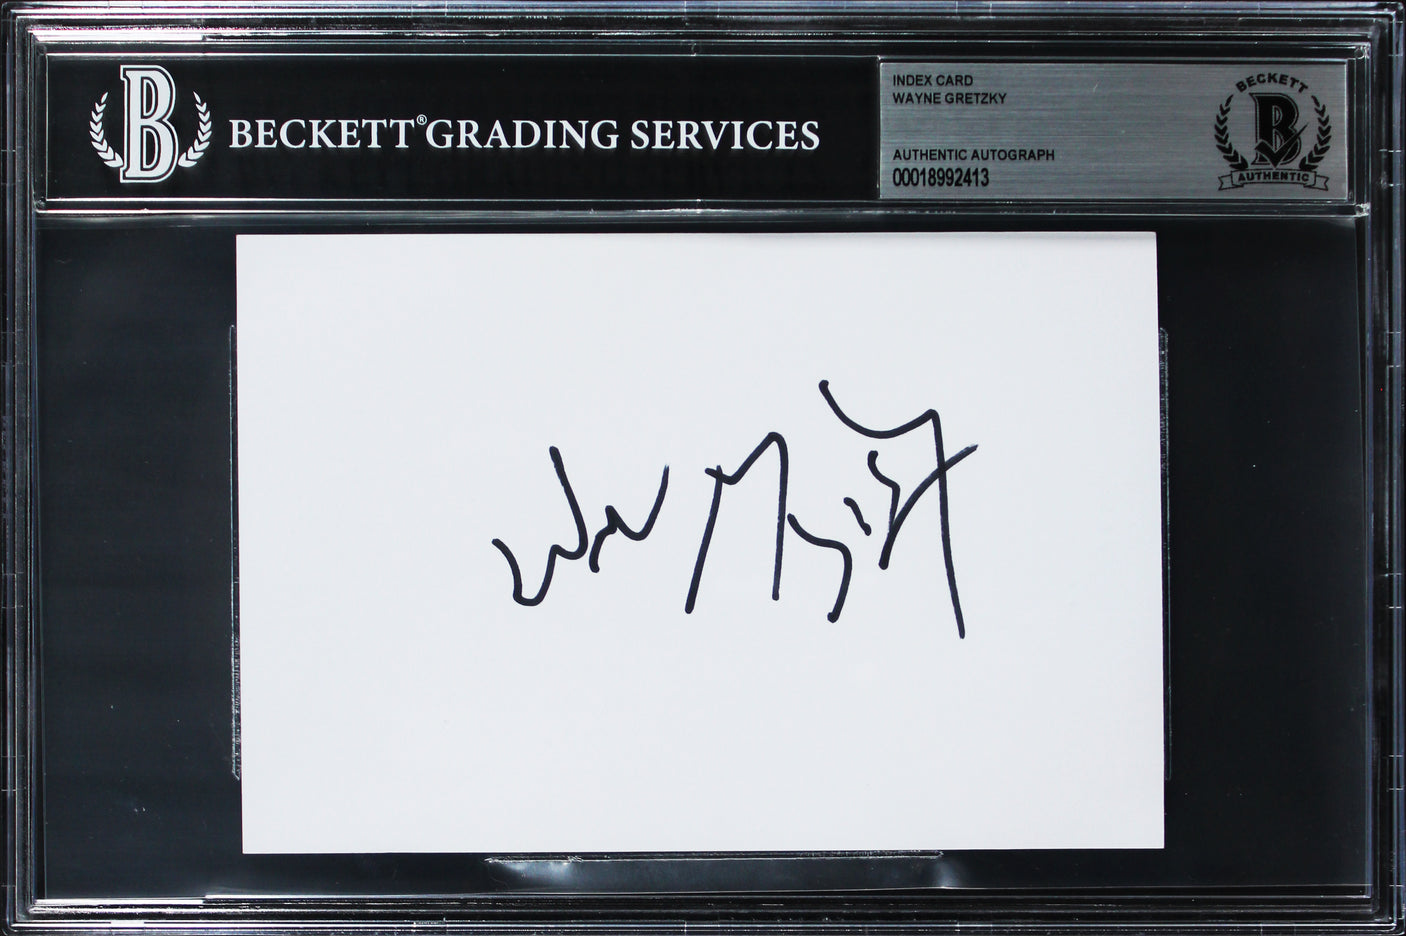 B
BECKETT® GRADING SERVICES
INDEX CARD
WAYNE GRETZKY
AUTHENTIC AUTOGRAPH
00018992413
BECKETT
B
AUTHENTIC